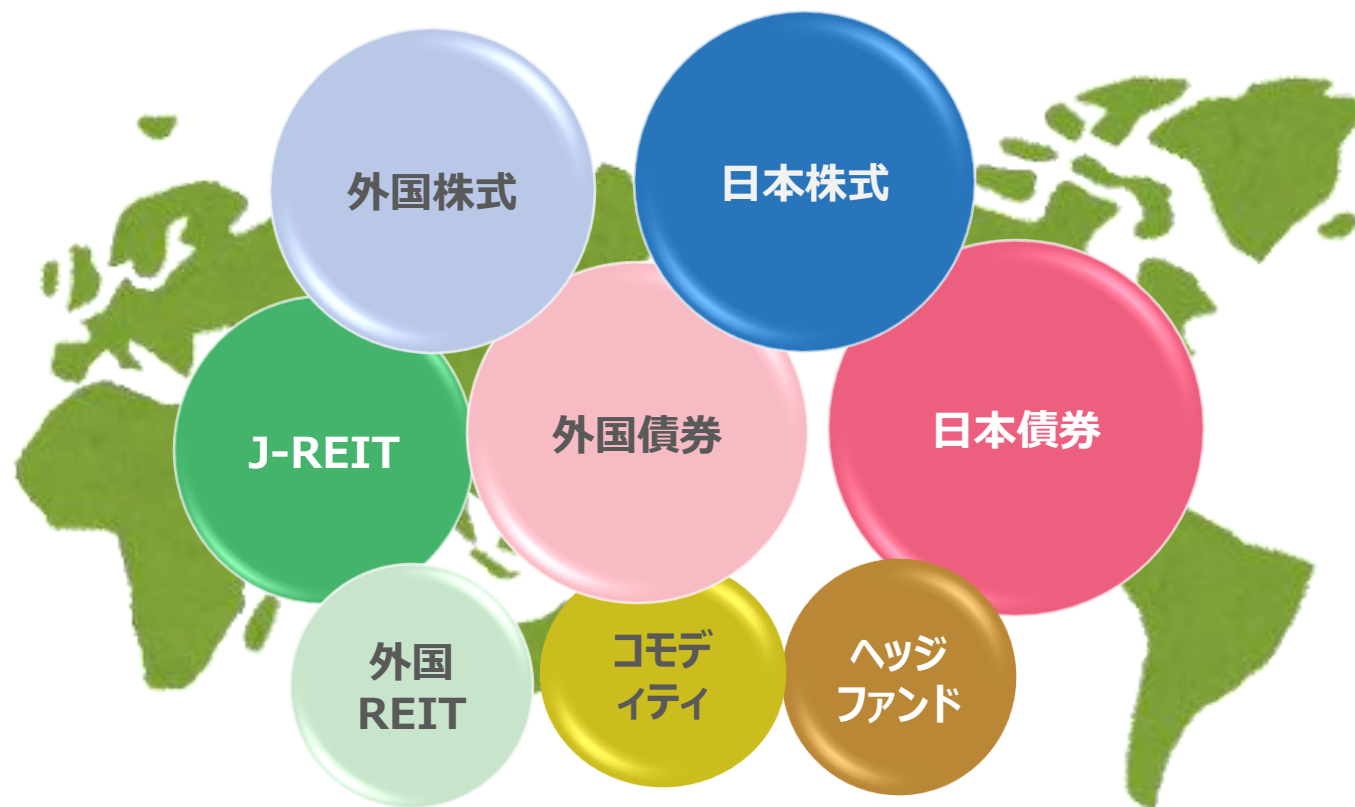 外国株式
日本株式
J-REIT
外国債券
日本債券
外国
REIT
コモデ
ィティ
ヘッジ
ファンド